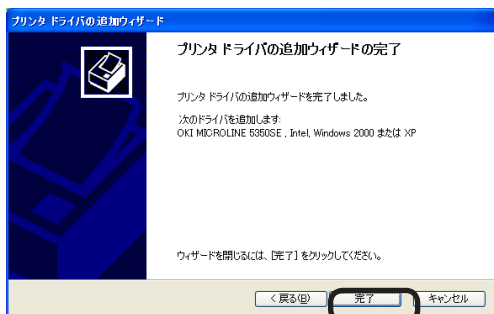 プリンタ ドライバの追加ウィザード
プリンタ ドライバの追加ウィザードの完了
プリンタ ドライバの追加ウィザードを完了しました。
次のドライバを追加します:
OKI MICROLINE 5350SE , Intel, Windows 2000 または XP
ウィザードを閉じるには、[完了] をクリックしてください。
< 戻る(B)
完了
キャンセル